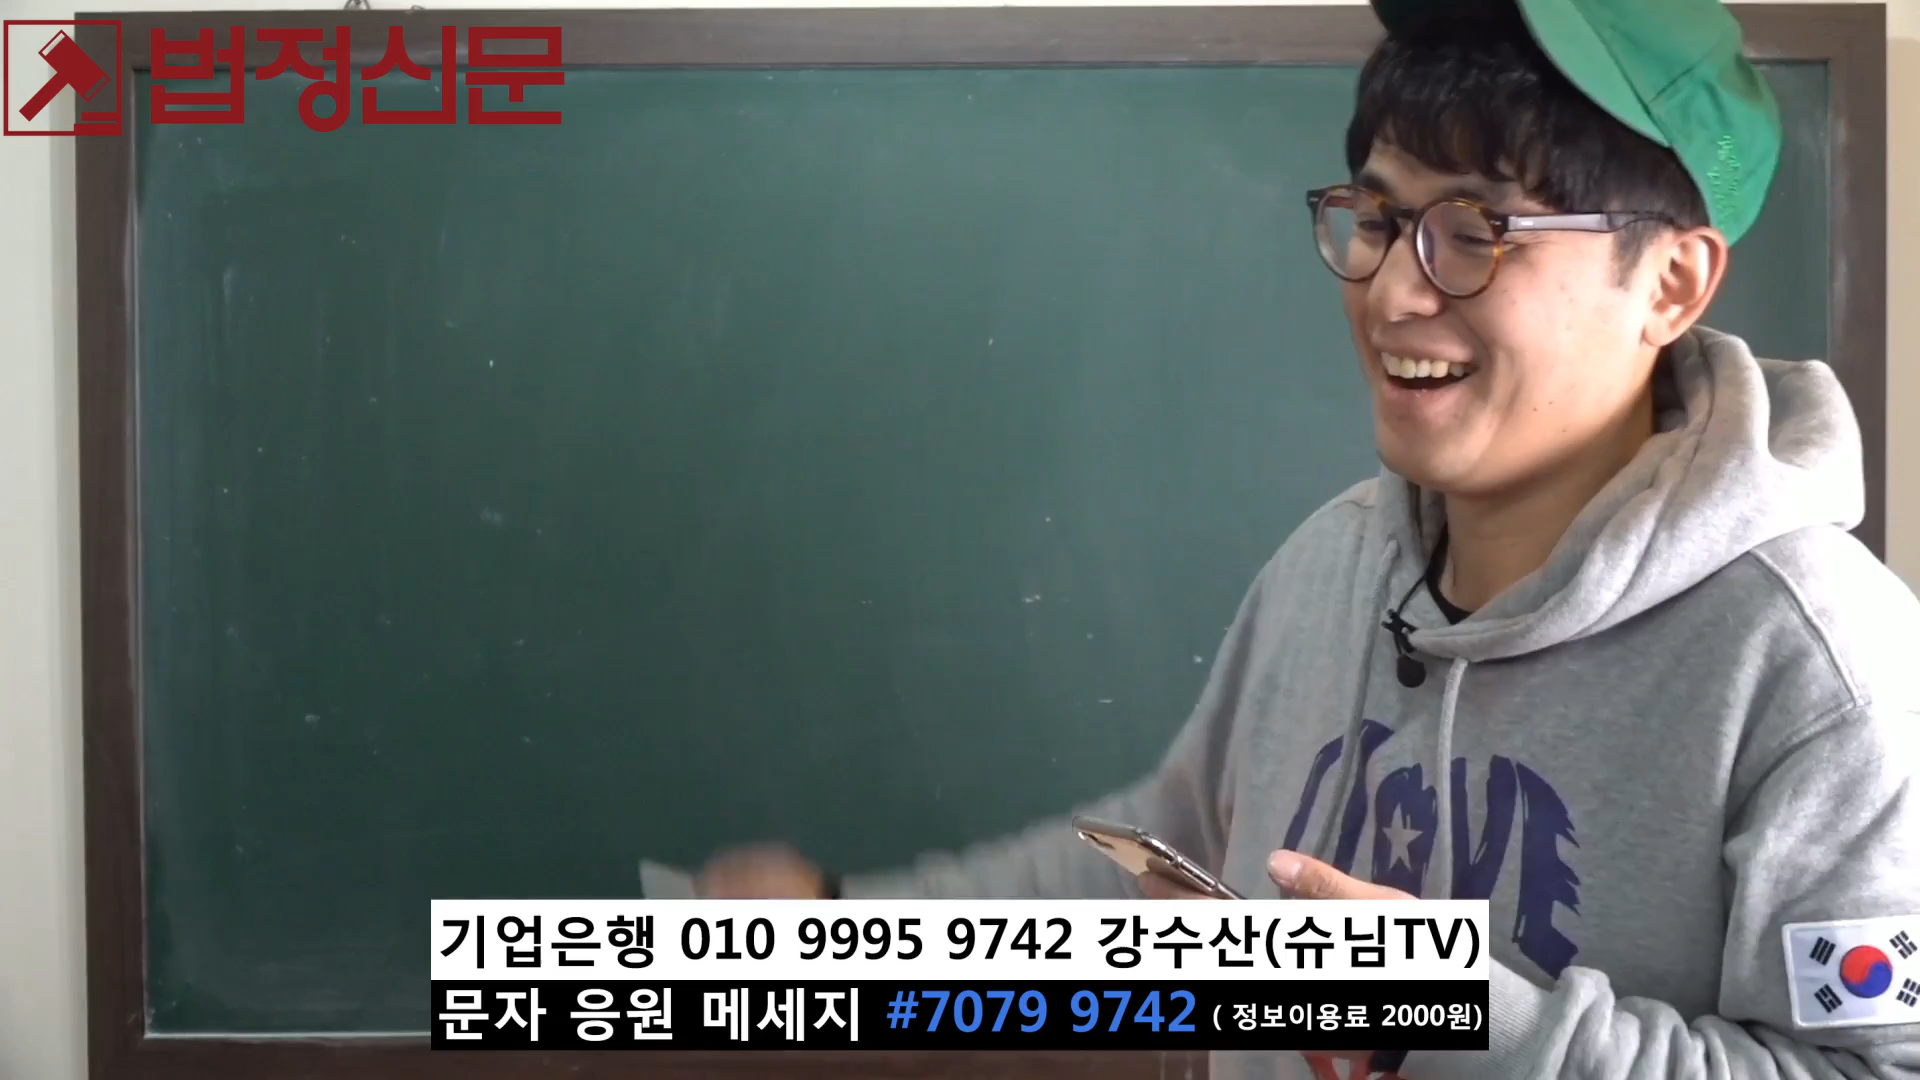 법정신문
LOVE
기업은행 010 9995 9742 강수산(슈님TV)
문자 응원 메세지 #7079 9742 ( 정보이용료 2000원)